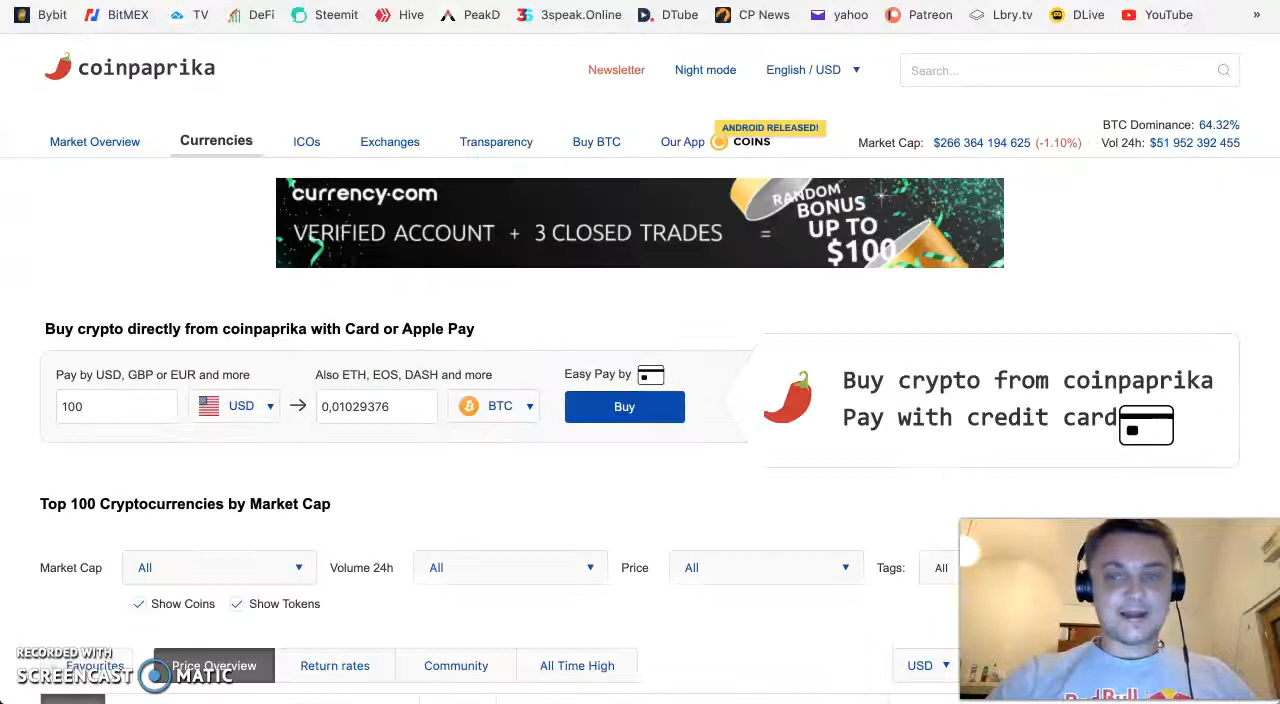 Bybit BitMEX TV DeFi Steemit Hive PeakD 3speak.Online DTube CP News yahoo Patreon Lbry.tv DLive YouTube »
coinpaprika
Newsletter Night mode English / USD Search...
ANDROID RELEASED!
BTC Dominance: 64.32%
Market Overview Currencies ICOs Exchanges Transparency Buy BTC Our App COINS Market Cap: $266 364 194 625 (-1.10%) Vol 24h: $51 952 392 455
currency.com
VERIFIED ACCOUNT + 3 CLOSED TRADES =
RANDOM
BONUS
UP TO
$100
Buy crypto directly from coinpaprika with Card or Apple Pay
Pay by USD, GBP or EUR and more Also ETH, EOS, DASH and more Easy Pay by
100 USD 0,01029376 BTC Buy
Buy crypto from coinpaprika
Pay with credit card
Top 100 Cryptocurrencies by Market Cap
Market Cap All Volume 24h All Price All Tags: All
Show Coins Show Tokens
Favourites Price Overview Return rates Community All Time High USD
RECORDED WITH
SCREENCAST MATIC
RedBull